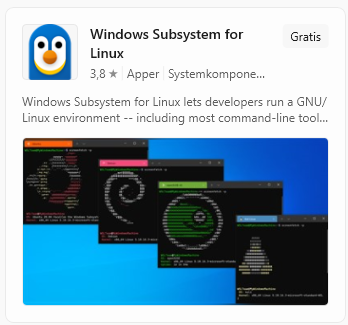 Windows Subsystem for
Linux
Gratis
3,8 ★ | Apper | Systemkompone...
Windows Subsystem for Linux lets developers run a GNU/
Linux environment -- including most command-line tool...